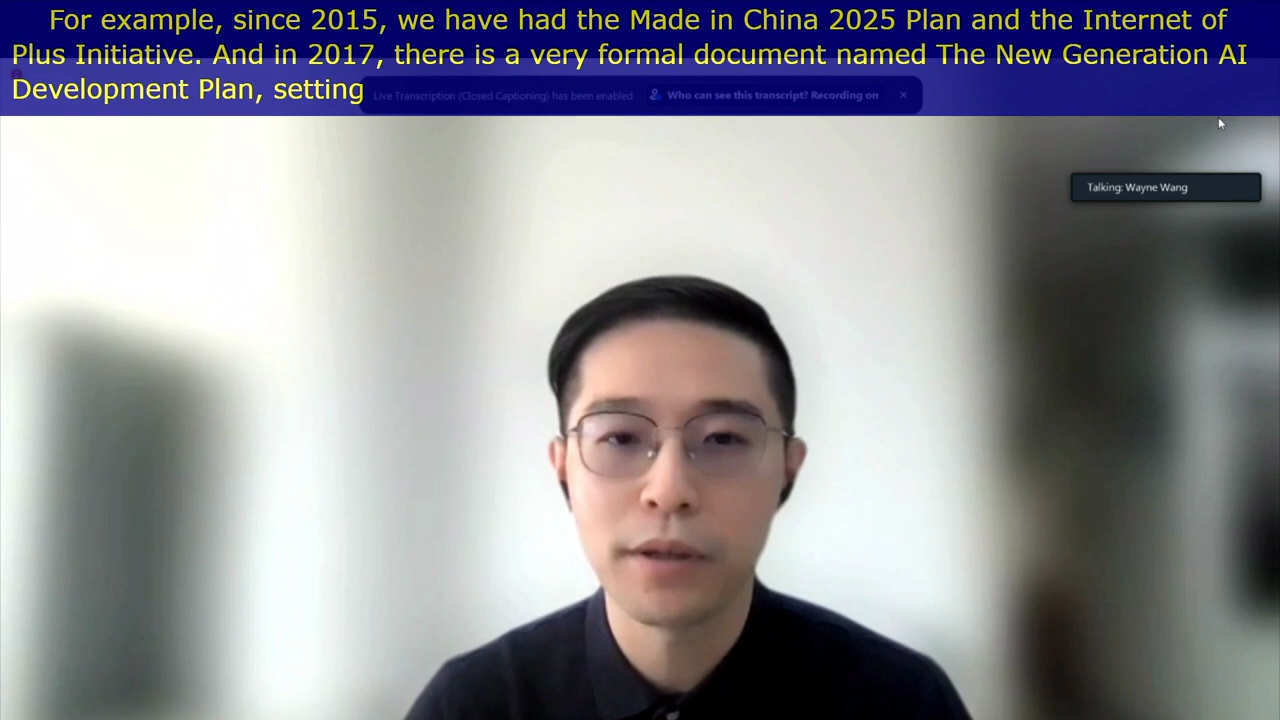 For example, since 2015, we have had the Made in China 2025 Plan and the Internet of
Plus Initiative. And in 2017, there is a very formal document named The New Generation AI
Development Plan, setting
Live Transcription (Closed Captioning) has been enabled Who can see this transcript? Recording on
Talking: Wayne Wang